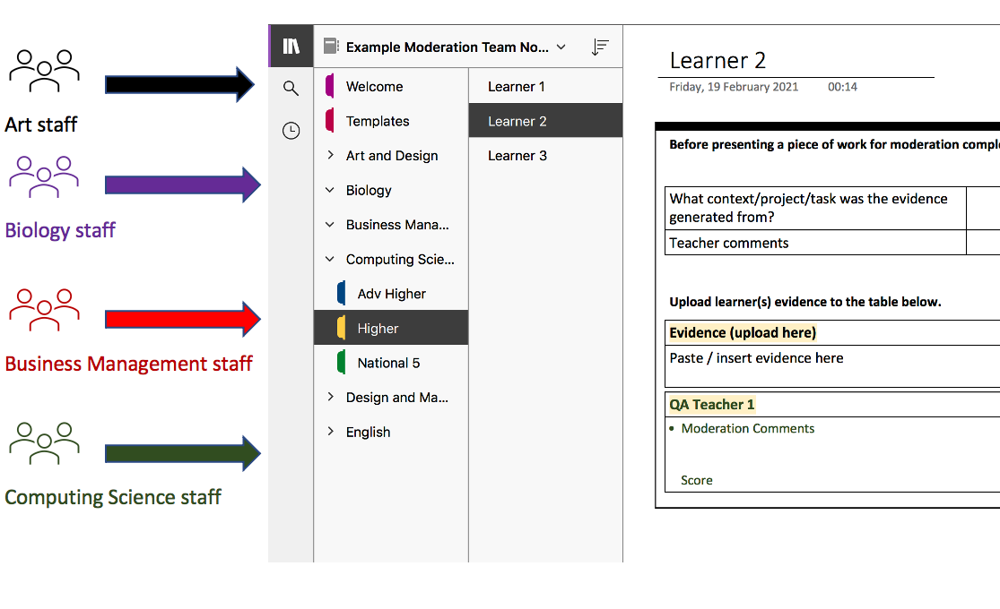 Art staff
Biology staff
Business Management staff
Computing Science staff
Example Moderation Team No...
Welcome
Templates
Art and Design
Biology
Business Mana...
Computing Scie...
Adv Higher
Higher
National 5
Design and Ma...
English
Learner 1
Learner 2
Learner 3
Learner 2
Friday, 19 February 2021 00:14
Before presenting a piece of work for moderation comple
What context/project/task was the evidence
generated from?
Teacher comments
Upload learner(s) evidence to the table below.
Evidence (upload here)
Paste / insert evidence here
QA Teacher 1
• Moderation Comments
Score